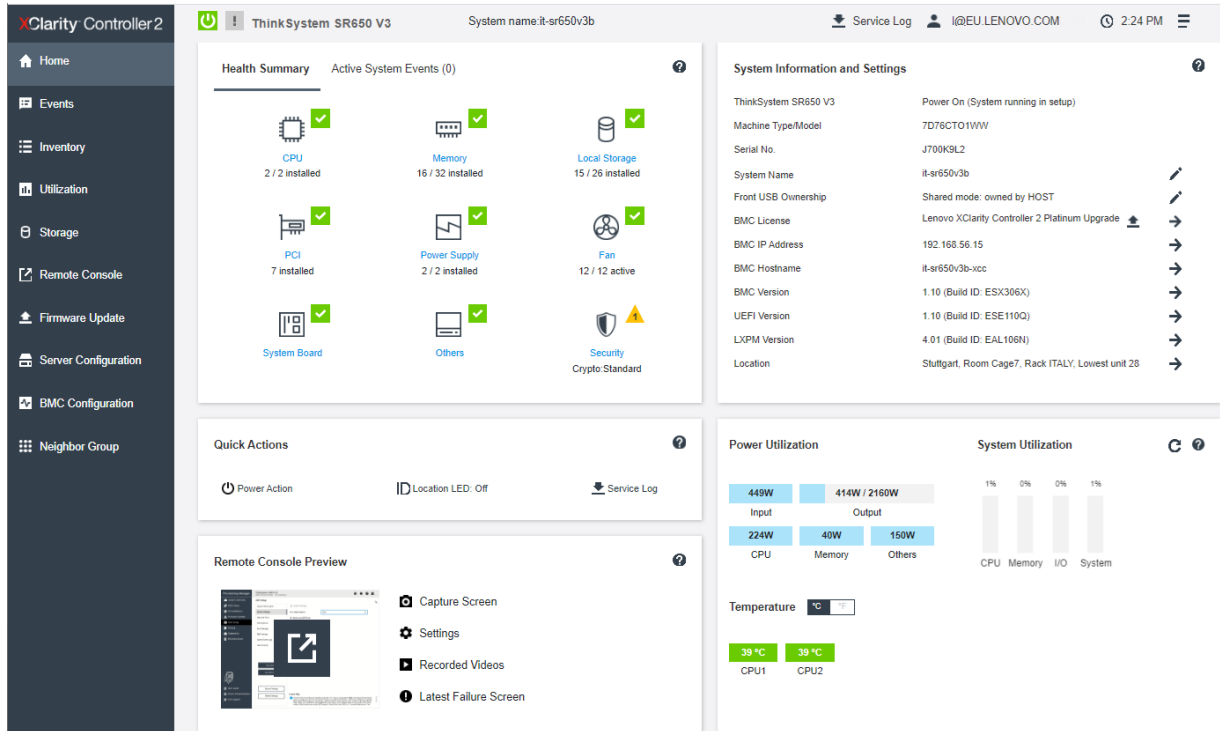 XClarity Controller 2
ThinkSystem SR650 V3
System name:it-sr650v3b
Service Log
I@EU.LENOVO.COM
2:24 PM
Home
Events
Inventory
Utilization
Storage
Remote Console
Firmware Update
Server Configuration
BMC Configuration
Neighbor Group
Health Summary Active System Events (0)
CPU
2 / 2 installed
Memory
16 / 32 installed
Local Storage
15 / 26 installed
PCI
7 installed
Power Supply
2 / 2 installed
Fan
12 / 12 active
System Board
Others
1
Security
Crypto:Standard
System Information and Settings
ThinkSystem SR650 V3 Power On (System running in setup)
Machine Type/Model 7D76CTO1WW
Serial No. J700K9L2
System Name it-sr650v3b
Front USB Ownership Shared mode: owned by HOST
BMC License Lenovo XClarity Controller 2 Platinum Upgrade
BMC IP Address 192.168.56.15
BMC Hostname it-sr650v3b-xcc
BMC Version 1.10 (Build ID: ESX306X)
UEFI Version 1.10 (Build ID: ESE110Q)
LXPM Version 4.01 (Build ID: EAL106N)
Location Stuttgart, Room Cage7, Rack ITALY, Lowest unit 28
Quick Actions
Power Action
Location LED: Off
Service Log
Remote Console Preview
Capture Screen
Settings
Recorded Videos
Latest Failure Screen
Power Utilization
449W 414W / 2160W
Input Output
224W 40W 150W
CPU Memory Others
System Utilization
1% 0% 0% 1%
CPU Memory I/O System
Temperature °C °F
39 °C 39 °C
CPU1 CPU2